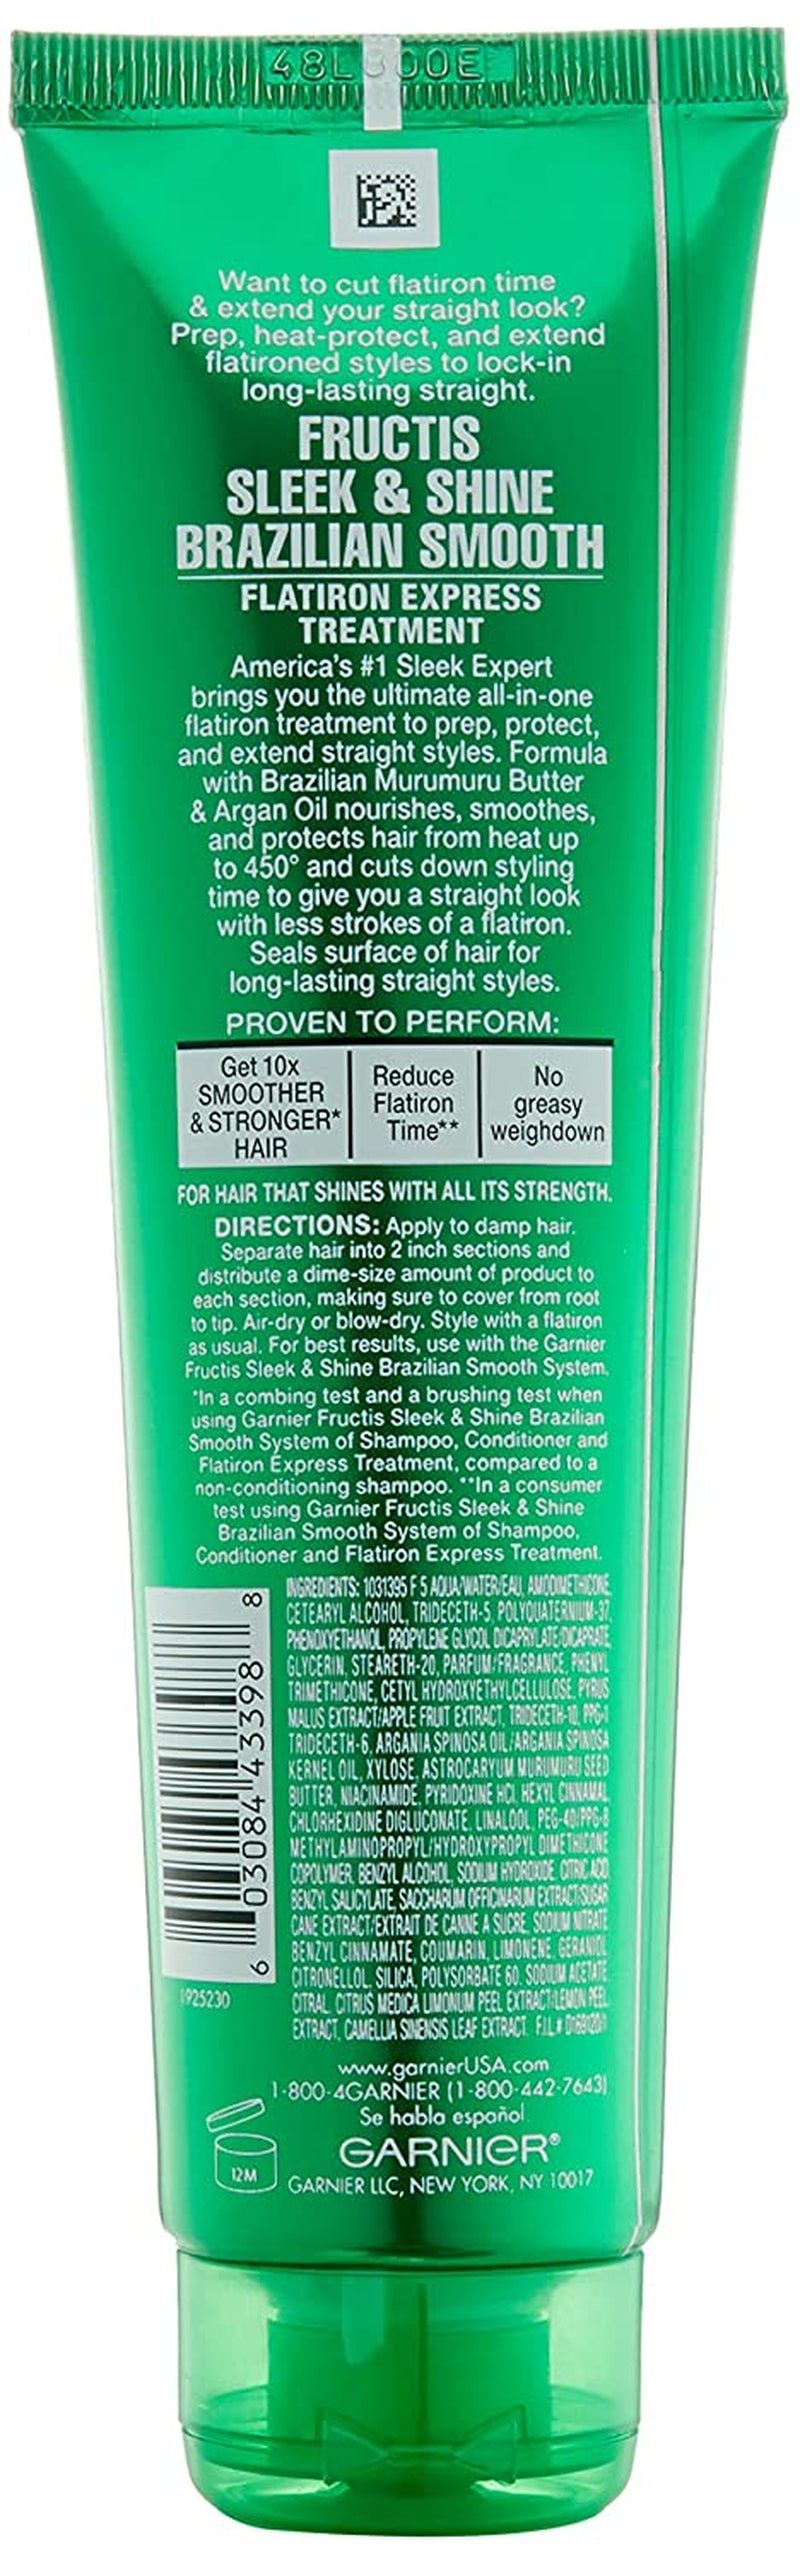 48L800E
Want to cut flatiron time
& extend your straight look?
Prep, heat-protect, and extend
flatironed styles to lock-in
long-lasting straight.
FRUCTIS
SLEEK & SHINE
BRAZILIAN SMOOTH
FLATIRON EXPRESS
TREATMENT
America's #1 Sleek Expert
brings you the ultimate all-in-one
flatiron treatment to prep, protect,
and extend straight styles. Formula
with Brazilian Murumuru Butter
& Argan Oil nourishes, smoothes,
and protects hair from heat up
to 450° and cuts down styling
time to give you a straight look
with less strokes of a flatiron.
Seals surface of hair for
long-lasting straight styles.
PROVEN TO PERFORM:
Get 10x
SMOOTHER
& STRONGER*
HAIR
Reduce
Flatiron
Time**
No
greasy
weighdown
FOR HAIR THAT SHINES WITH ALL ITS STRENGTH.
DIRECTIONS: Apply to damp hair.
Separate hair into 2 inch sections and
distribute a dime-size amount of product to
each section, making sure to cover from root
to tip. Air-dry or blow-dry. Style with a flatiron
as usual. For best results, use with the Garnier
Fructis Sleek & Shine Brazilian Smooth System.
*In a combing test and a brushing test when
using Garnier Fructis Sleek & Shine Brazilian
Smooth System of Shampoo, Conditioner and
Flatiron Express Treatment, compared to a
non-conditioning shampoo. **In a consumer
test using Garnier Fructis Sleek & Shine
Brazilian Smooth System of Shampoo,
Conditioner and Flatiron Express Treatment.
INGREDIENTS: 1031395 F 5 AQUA/WATER/EAU, AMODIMETHICONE,
CETEARYL ALCOHOL, TRIDECETH-5, POLYQUATERNIUM-37,
PHENOXYETHANOL, PROPYLENE GLYCOL DICAPRYLATE/DICAPRATE,
GLYCERIN, STEARETH-20, PARFUM/FRAGRANCE, PHENYL
TRIMETHICONE, CETYL HYDROXYETHYLCELLULOSE, PYRUS
MALUS EXTRACT/APPLE FRUIT EXTRACT, TRIDECETH-10, PPG-1
TRIDECETH-6, ARGANIA SPINOSA OIL/ARGANIA SPINOSA
KERNEL OIL, XYLOSE, ASTROCARYUM MURUMURU SEED
BUTTER, NIACINAMIDE, PYRIDOXINE HCI, HEXYL CINNAMAL,
CHLORHEXIDINE DIGLUCONATE, LINALOOL, PEG-40/PPG-8
METHYLAMINOPROPYL/HYDROXYPROPYL DIMETHICONE
COPOLYMER, BENZYL ALCOHOL, SODIUM HYDROXIDE, CITRIC ACID
BENZYL SALICYLATE, SACCHARUM OFFICINARUM EXTRACT/SUGAR
CANE EXTRACT/EXTRAIT DE CANNE A SUCRE, SODIUM NITRATE
BENZYL CINNAMATE, COUMARIN, LIMONENE, GERANIOL
CITRONELLOL, SILICA, POLYSORBATE 60, SODIUM ACETATE,
CITRAL, CITRUS MEDICA LIMONUM PEEL EXTRACT/LEMON PEEL
EXTRACT, CAMELLIA SINENSIS LEAF EXTRACT. F.I.L.# D169120/1
6 03084 43398 8
1925230
www.garnierUSA.com
1-800-4GARNIER (1-800-442-7643)
Se habla español
GARNIER®
GARNIER LLC, NEW YORK, NY 10017
12M